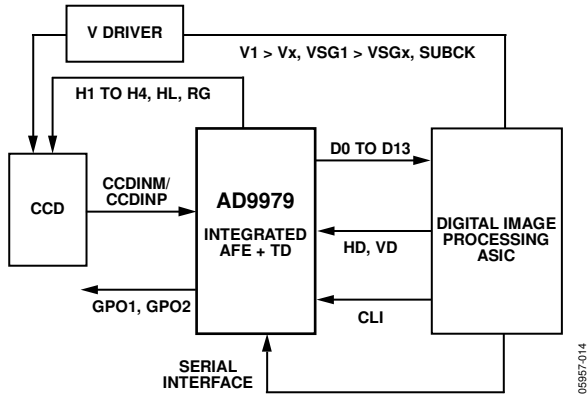 V DRIVER
V1 > Vx, VSG1 > VSGx, SUBCK
H1 TO H4, HL, RG
CCD
CCDINM/
CCDINP
AD9979
INTEGRATED
AFE + TD
D0 TO D13
HD, VD
CLI
DIGITAL IMAGE
PROCESSING
ASIC
GPO1, GPO2
SERIAL
INTERFACE
05957-014